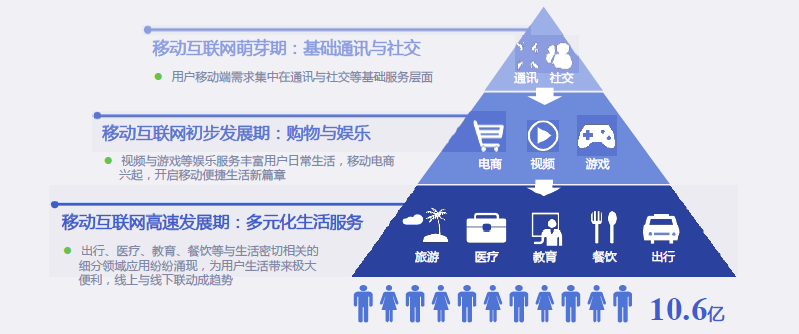 移动互联网萌芽期：基础通讯与社交
用户移动端需求集中在通讯与社交等基础服务层面
通讯 社交
移动互联网初步发展期：购物与娱乐
视频与游戏等娱乐服务丰富用户日常生活，移动电商
兴起，开启移动便捷生活新篇章
电商 视频 游戏
移动互联网高速发展期：多元化生活服务
出行、医疗、教育、餐饮等与生活密切相关的
细分领域应用纷纷涌现，为用户生活带来极大
便利，线上与线下联动成趋势
旅游 医疗 教育 餐饮 出行
10.6亿